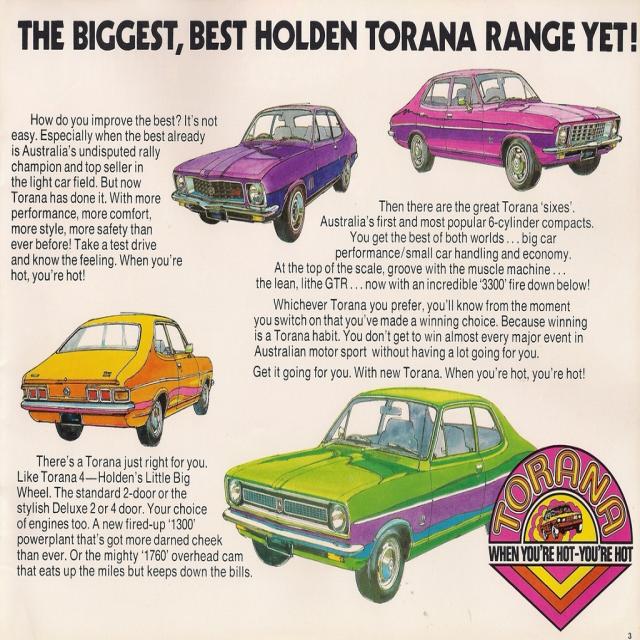 THE BIGGEST, BEST HOLDEN TORANA RANGE YET!
How do you improve the best? It's not
easy. Especially when the best already
is Australia's undisputed rally
champion and top seller in
the light car field. But now
Torana has done it. With more
performance, more comfort,
more style, more safety than
ever before! Take a test drive
and know the feeling. When you're
hot, you're hot!
Then there are the great Torana 'sixes'.
Australia's first and most popular 6-cylinder compacts.
You get the best of both worlds... big car
performance/small car handling and economy.
At the top of the scale, groove with the muscle machine...
the lean, lithe GTR... now with an incredible '3300' fire down below!
Whichever Torana you prefer, you'll know from the moment
you switch on that you've made a winning choice. Because winning
is a Torana habit. You don't get to win almost every major event in
Australian motor sport without having a lot going for you.
Get it going for you. With new Torana. When you're hot, you're hot!
There's a Torana just right for you.
Like Torana 4—Holden's Little Big
Wheel. The standard 2-door or the
stylish Deluxe 2 or 4 door. Your choice
of engines too. A new fired-up '1300'
powerplant that's got more darned cheek
than ever. Or the mighty '1760' overhead cam
that eats up the miles but keeps down the bills.
TORANA
WHEN YOU'RE HOT-YOU'RE HOT
3